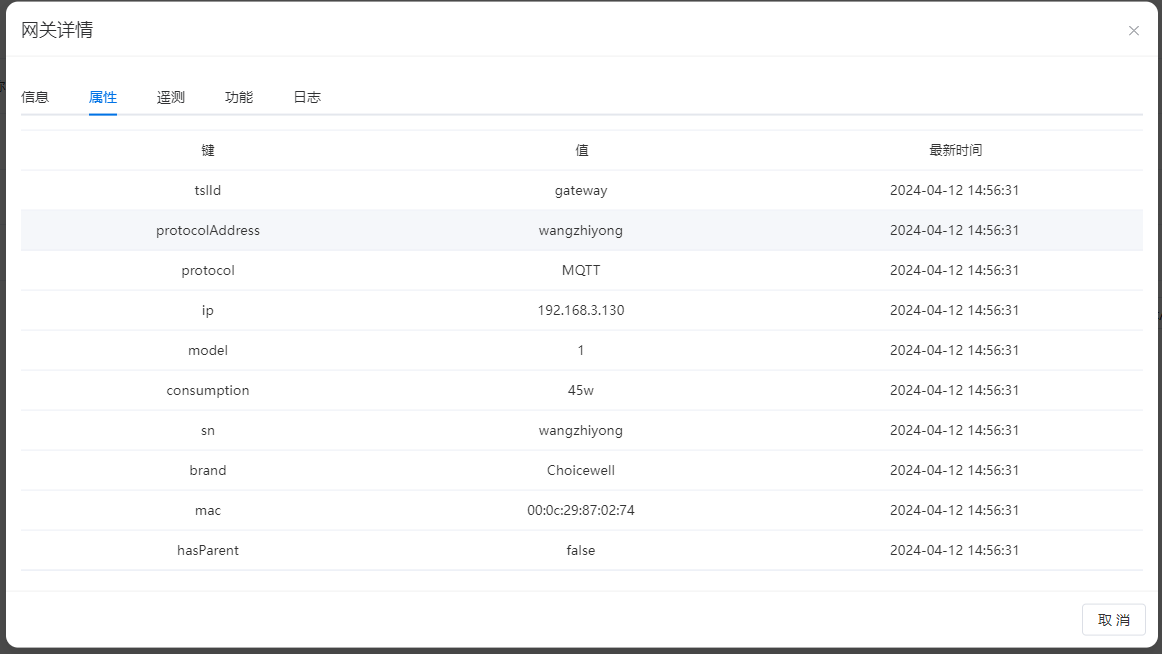 网关详情
信息 属性 遥测 功能 日志
键 值 最新时间
tslId gateway 2024-04-12 14:56:31
protocolAddress wangzhiyong 2024-04-12 14:56:31
protocol MQTT 2024-04-12 14:56:31
ip 192.168.3.130 2024-04-12 14:56:31
model 1 2024-04-12 14:56:31
consumption 45w 2024-04-12 14:56:31
sn wangzhiyong 2024-04-12 14:56:31
brand Choicewell 2024-04-12 14:56:31
mac 00:0c:29:87:02:74 2024-04-12 14:56:31
hasParent false 2024-04-12 14:56:31
取 消